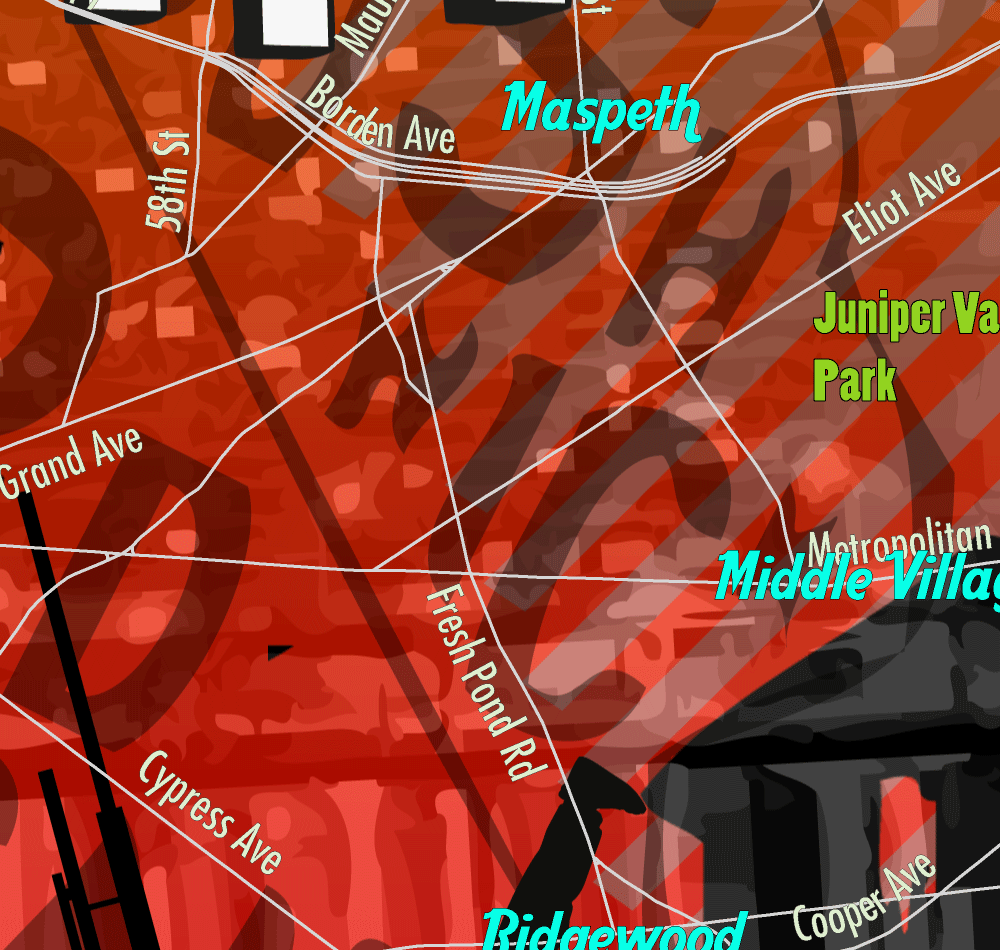 Borden Ave
Maspeth
58th St
Eliot Ave
Juniper Va
Park
Grand Ave
Metropolitan
Middle Villag
Fresh Pond Rd
Cypress Ave
Cooper Ave
Ridgewood